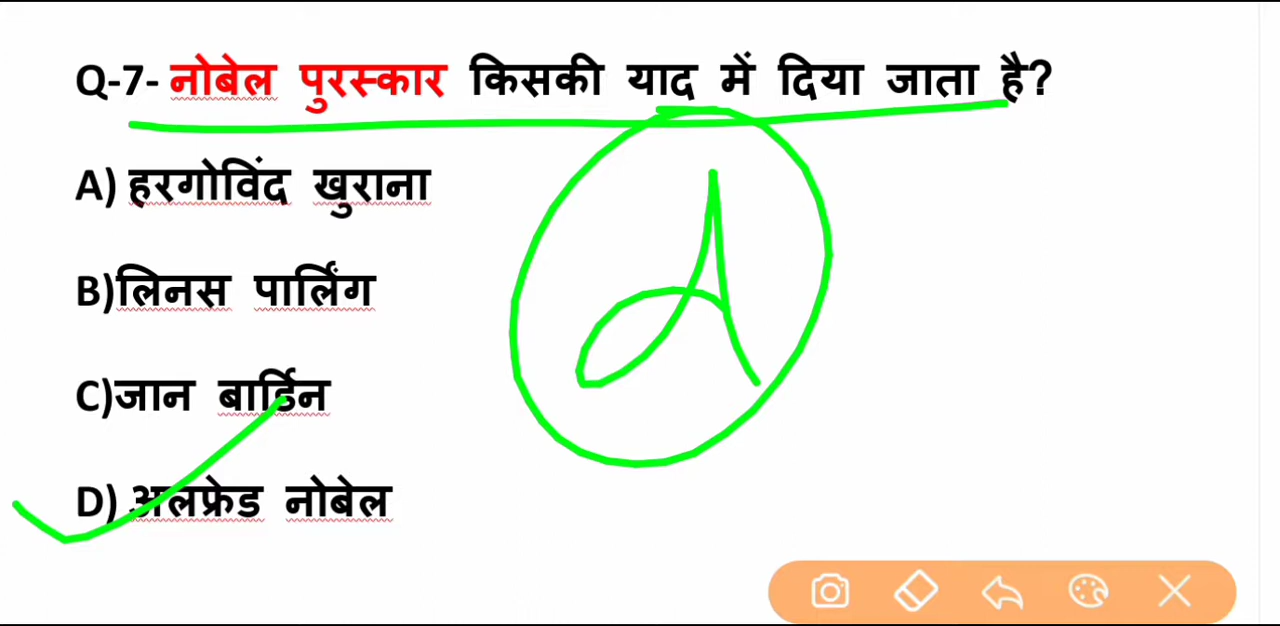 Q-7- नोबेल पुरस्कार किसकी याद में दिया जाता है?
A) हरगोविंद खुराना
B)लिनस पार्लिंग
C)जान बार्डिन
D) अलफ्रेड नोबेल
d